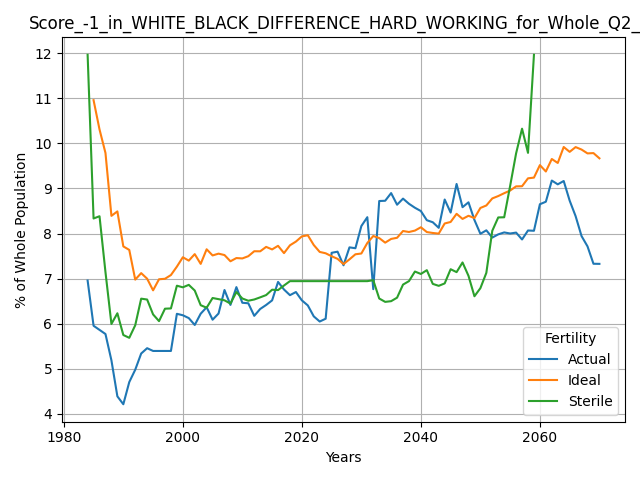 Score_-1_in_WHITE_BLACK_DIFFERENCE_HARD_WORKING_for_Whole_Q2_
% of Whole Population
12
11
10
9
8
7
6
5
4
1980
2000
2020
2040
2060
Years
Fertility
Actual
Ideal
Sterile